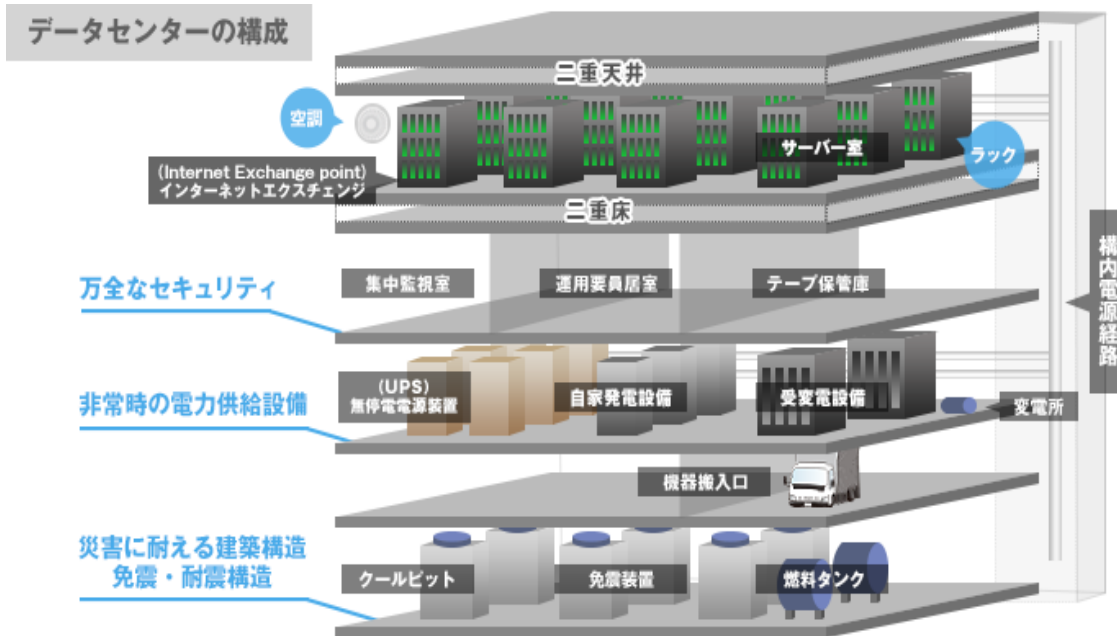 データセンターの構成
二重天井
空調
サーバー室
ラック
(Internet Exchange point)
インターネットエクスチェンジ
二重床
構内電源経路
万全なセキュリティ
集中監視室
運用要員居室
テープ保管庫
非常時の電力供給設備
(UPS)
無停電電源装置
自家発電設備
受変電設備
変電所
機器搬入口
災害に耐える建築構造
免震・耐震構造
クールピット
免震装置
燃料タンク